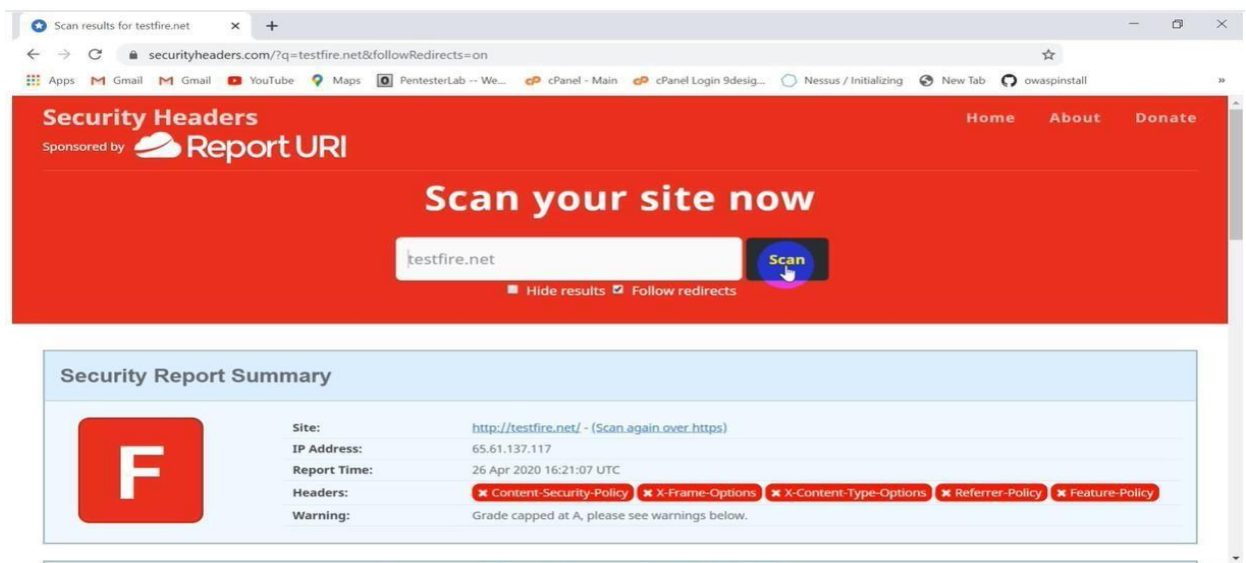 Scan results for testfire.net
securityheaders.com/?q=testfire.net&followRedirects=on
Apps Gmail Gmail YouTube Maps PentesterLab -- We... cPanel - Main cPanel Login 9desig... Nessus / Initializing New Tab owaspinstall »
Security Headers
Home About Donate
Sponsored by Report URI
Scan your site now
testfire.net Scan
Hide results Follow redirects
Security Report Summary
F
Site: http://testfire.net/ - (Scan again over https)
IP Address: 65.61.137.117
Report Time: 26 Apr 2020 16:21:07 UTC
Headers: Content-Security-Policy X-Frame-Options X-Content-Type-Options Referrer-Policy Feature-Policy
Warning: Grade capped at A, please see warnings below.